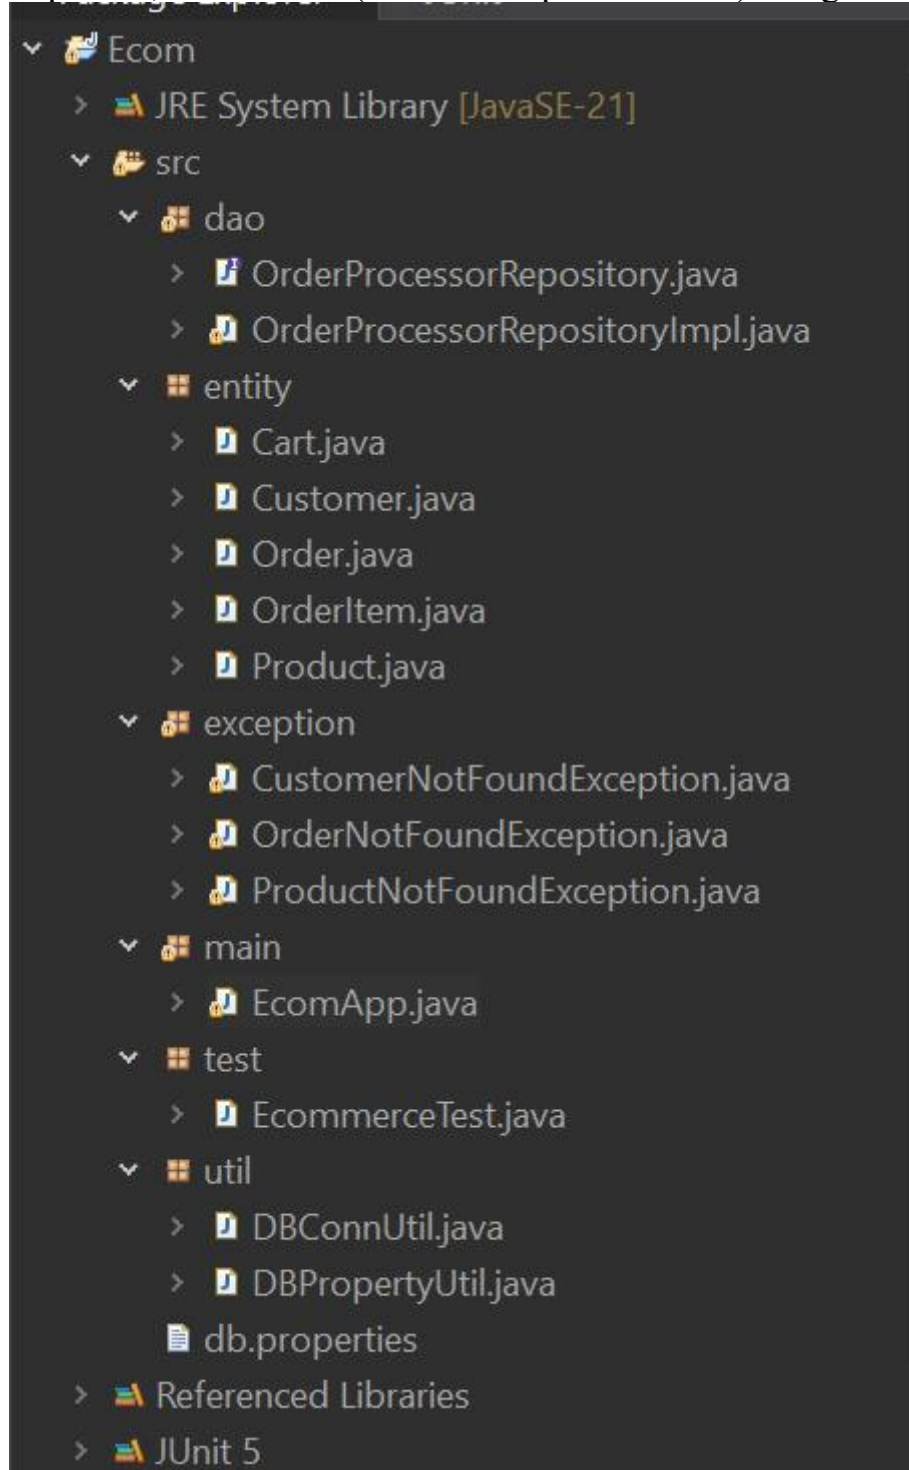 Ecom
JRE System Library [JavaSE-21]
src
dao
OrderProcessorRepository.java
OrderProcessorRepositoryImpl.java
entity
Cart.java
Customer.java
Order.java
OrderItem.java
Product.java
exception
CustomerNotFoundException.java
OrderNotFoundException.java
ProductNotFoundException.java
main
EcomApp.java
test
EcommerceTest.java
util
DBConnUtil.java
DBPropertyUtil.java
db.properties
Referenced Libraries
JUnit 5